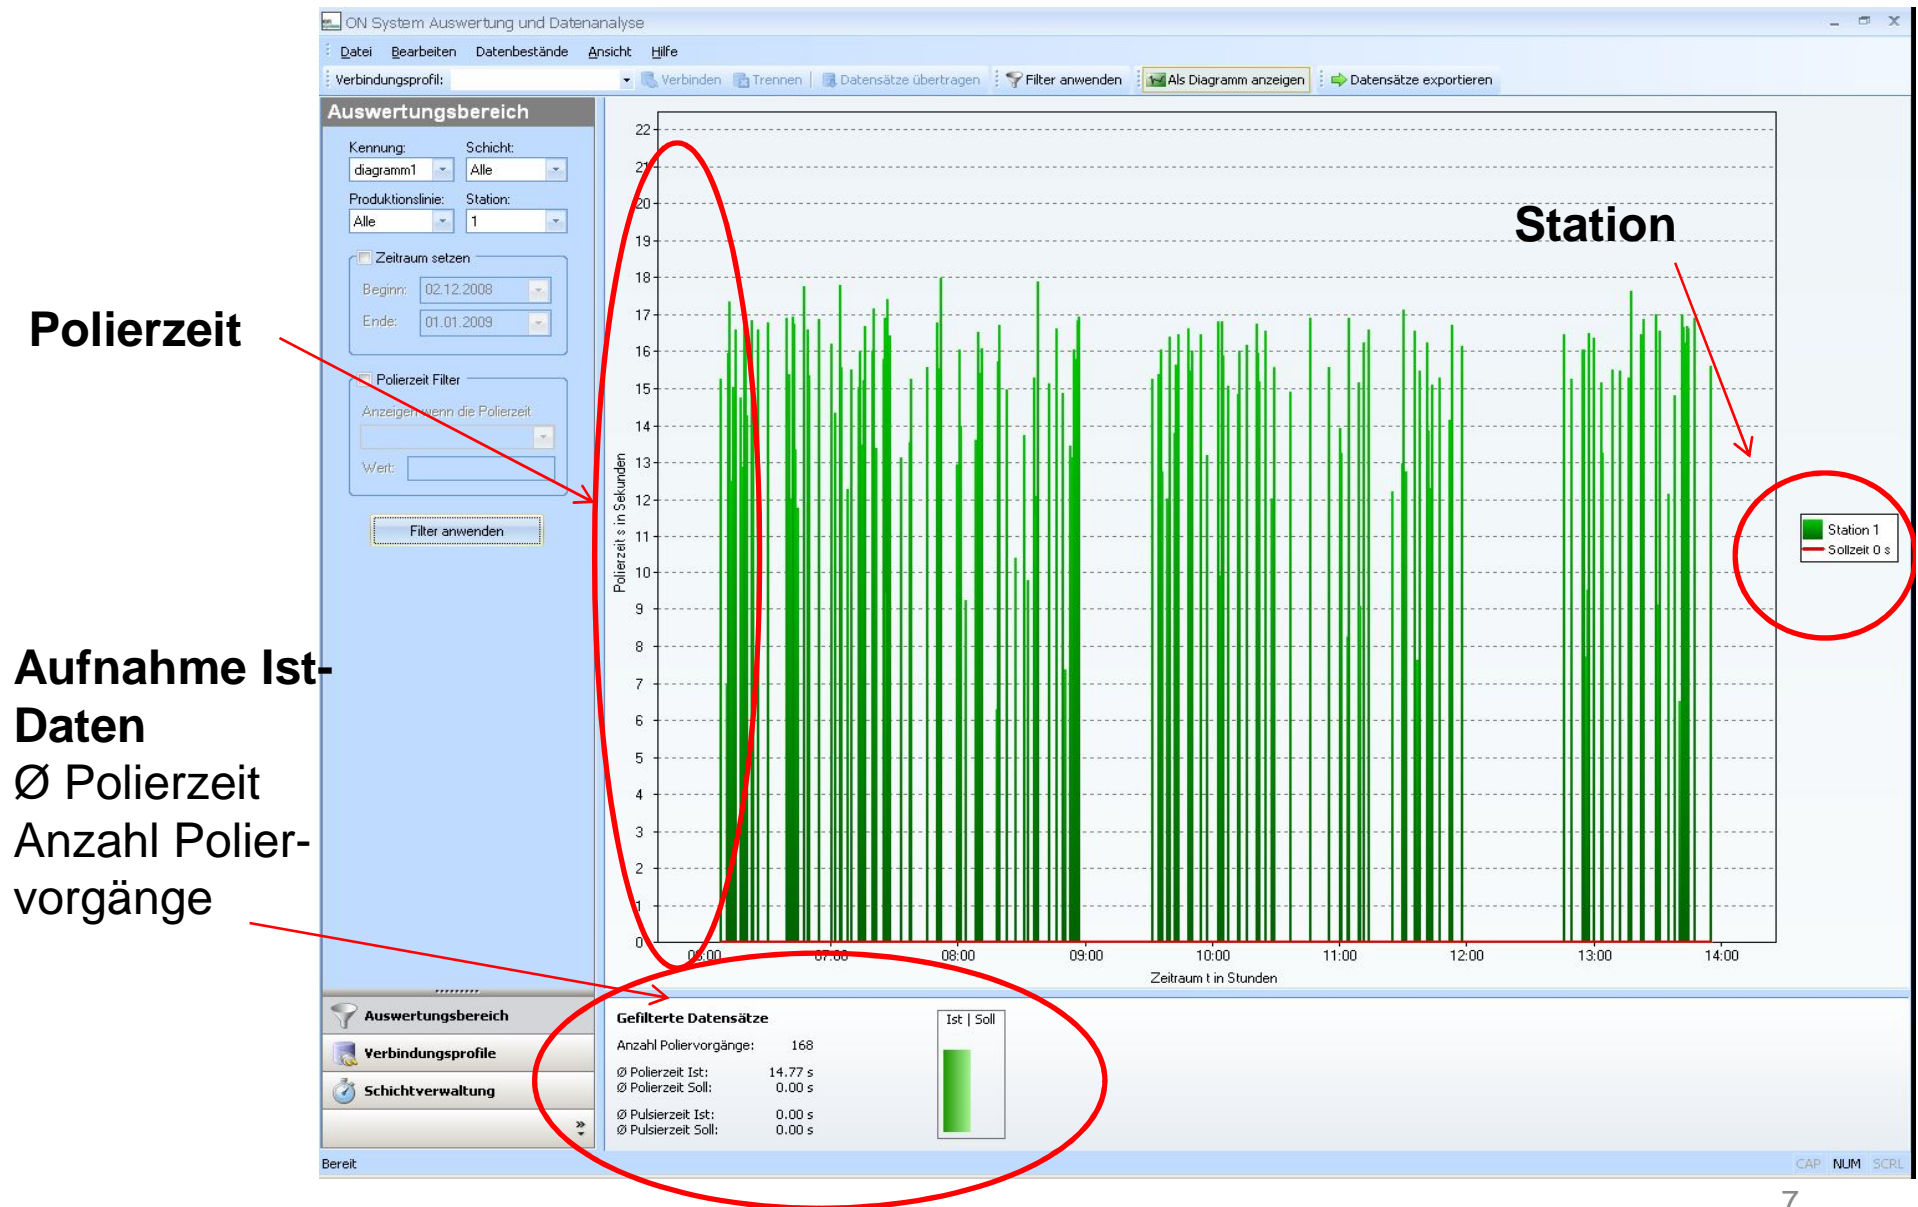 ON System Auswertung und Datenanalyse
Datei Bearbeiten Datenbestände Ansicht Hilfe
Verbindungsprofil: Verbinden Trennen Datensätze übertragen Filter anwenden Als Diagramm anzeigen Datensätze exportieren
Auswertungsbereich
Kennung: Schicht:
diagramm1 Alle
Produktionslinie: Station:
Alle 1
Zeitraum setzen
Beginn: 02.12.2008
Ende: 01.01.2009
Polierzeit Filter
Anzeigen wenn die Polierzeit
Wert:
Filter anwenden
Polierzeit
Aufnahme Ist-
Daten
Ø Polierzeit
Anzahl Polier-
vorgänge
Station
22
21
20
19
18
17
16
15
14
13
12
11
10
9
8
7
6
5
4
3
2
1
0
Polierzeit s in Sekunden
06:00 07:00 08:00 09:00 10:00 11:00 12:00 13:00 14:00
Zeitraum t in Stunden
Station 1
Sollzeit 0 s
Auswertungsbereich
Verbindungsprofile
Schichtverwaltung
Gefilterte Datensätze
Anzahl Poliervorgänge: 168
Ø Polierzeit Ist: 14.77 s
Ø Polierzeit Soll: 0.00 s
Ø Pulsierzeit Ist: 0.00 s
Ø Pulsierzeit Soll: 0.00 s
Ist | Soll
Bereit
CAP NUM SCRL
7